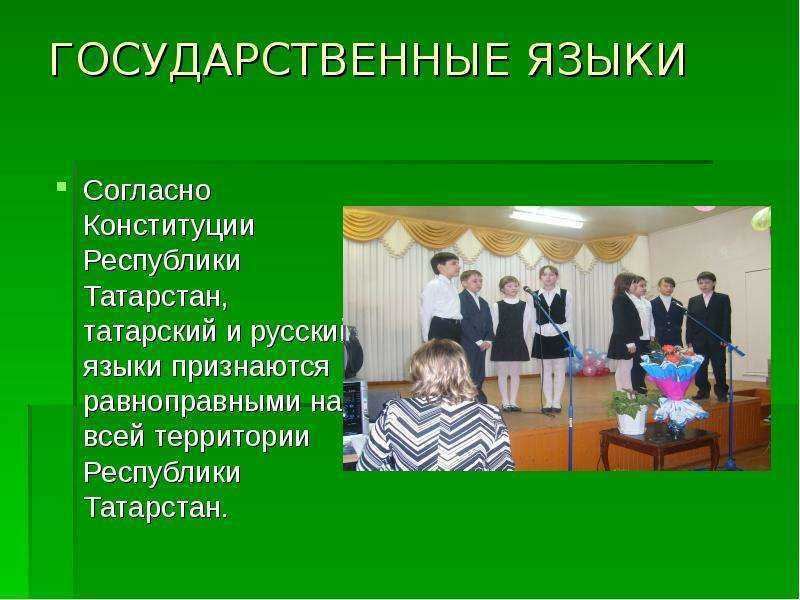 ГОСУДАРСТВЕННЫЕ ЯЗЫКИ
Согласно
Конституции
Республики
Татарстан,
татарский и русский
языки признаются
равноправными на
всей территории
Республики
Татарстан.